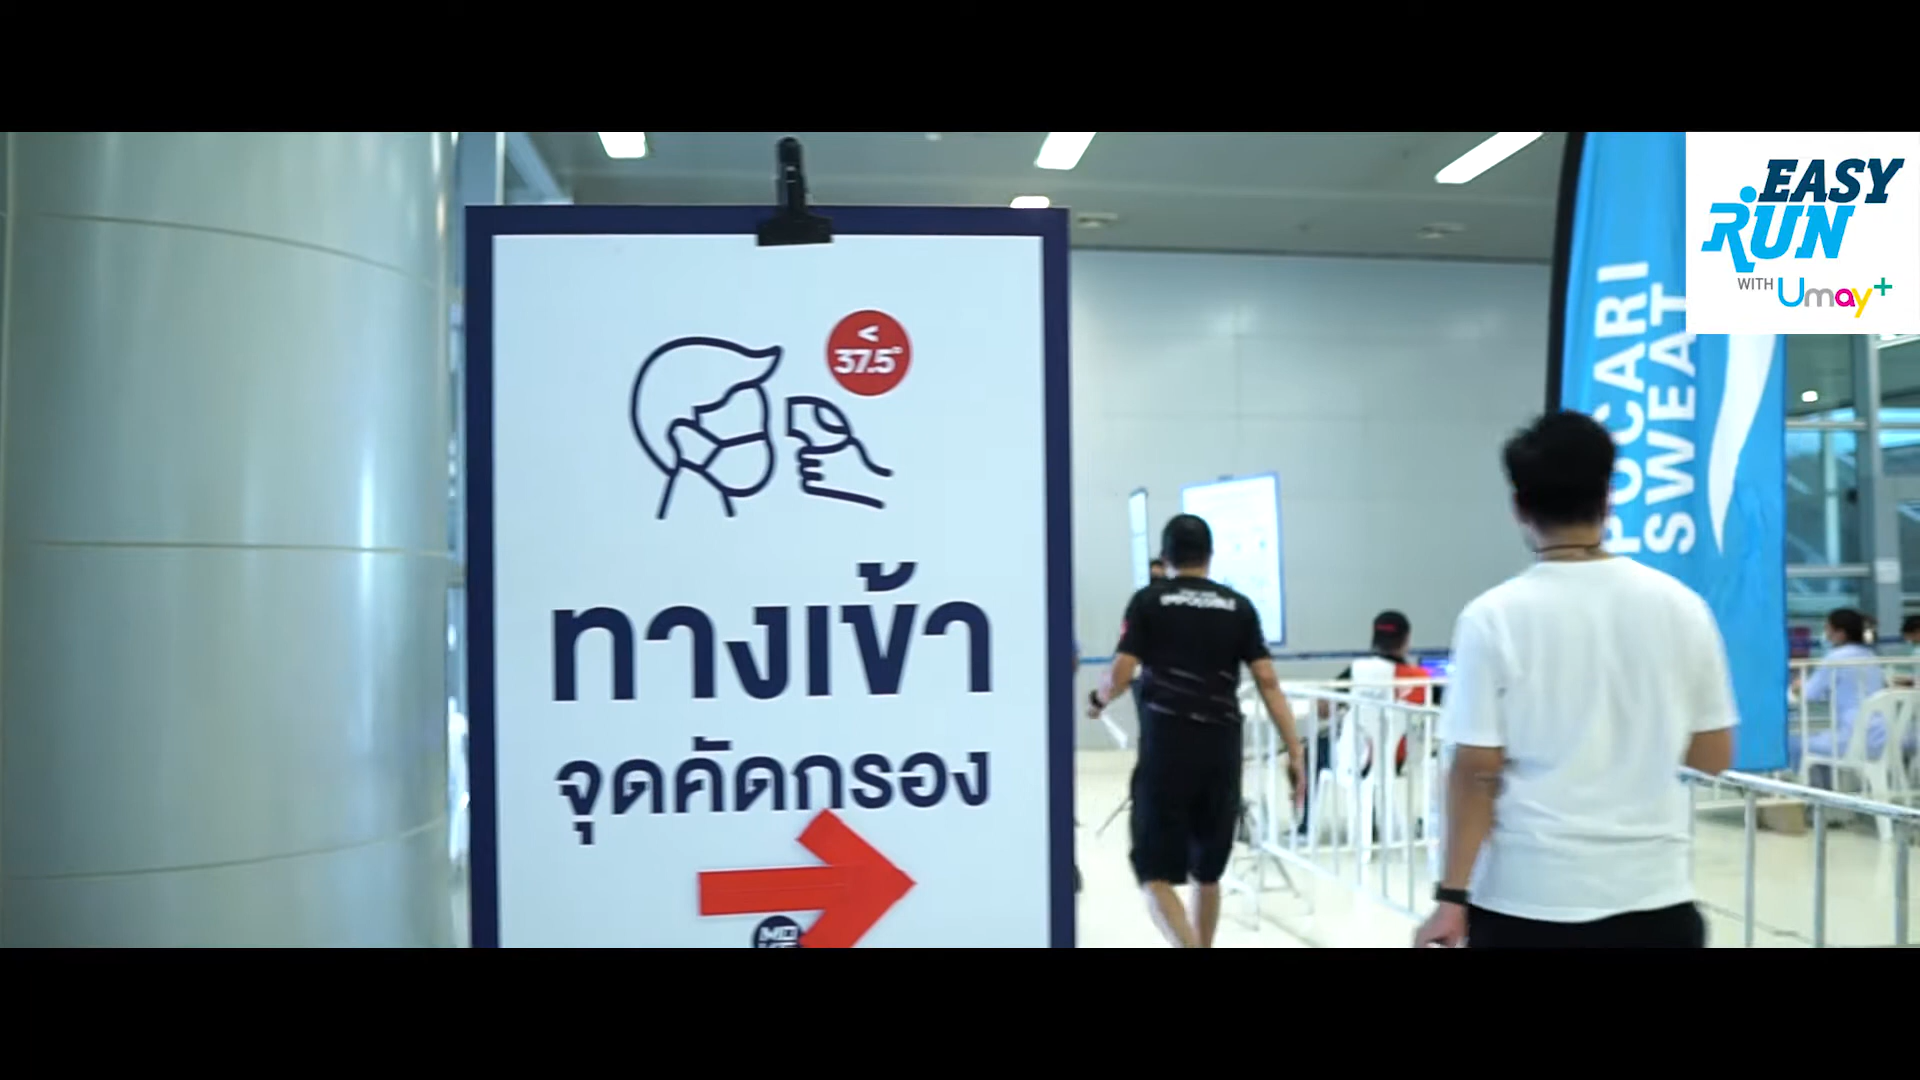 <
37.5°
ทางเข้า
จุดคัดกรอง
POCARI
SWEAT
EASY
RUN
WITH Umay+
IMPOSSIBLE